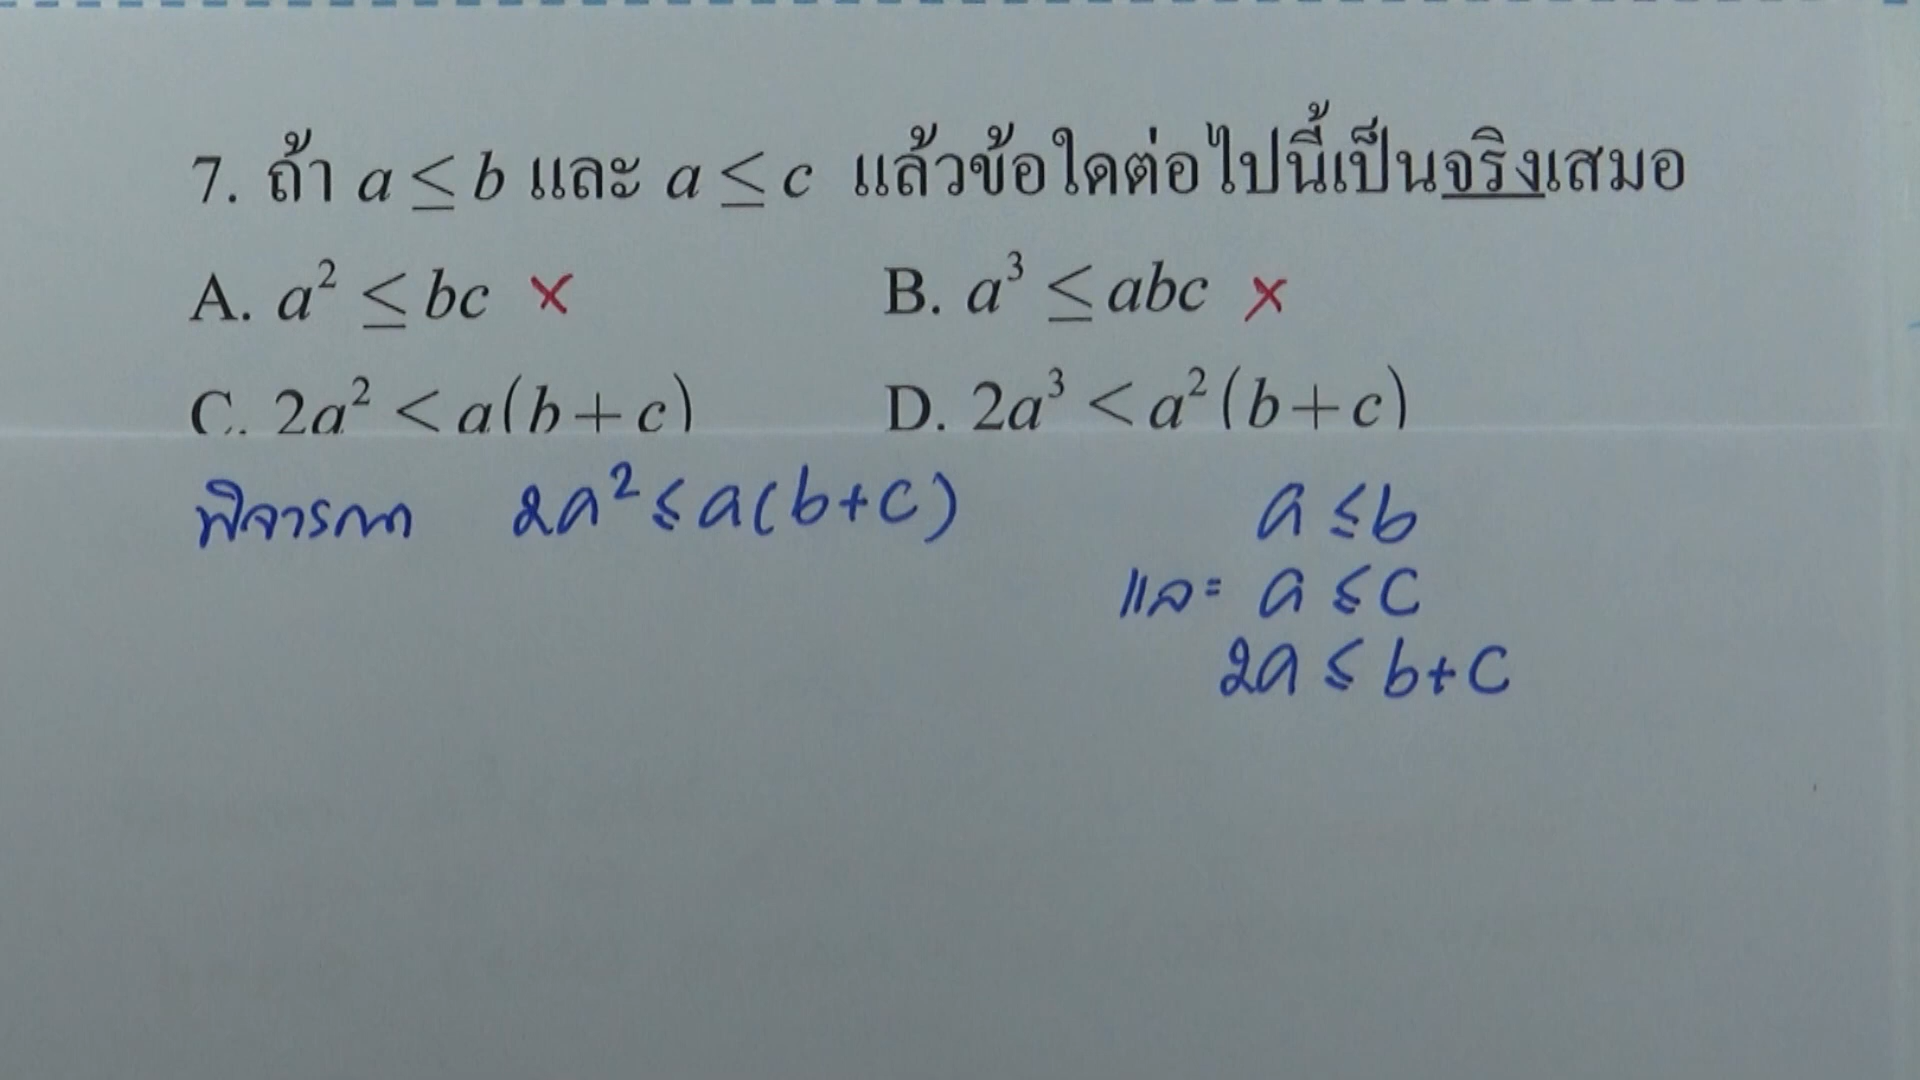 7. ถ้า a ≤ b และ a ≤ c แล้วข้อใดต่อไปนี้เป็นจริงเสมอ
A. a² ≤ bc × B. a³ ≤ abc ×
C. 2a² < a(b+c) D. 2a³ < a²(b+c)
พิจารณา 2a² ≤ a(b+c) a ≤ b
และ a ≤ c
2a ≤ b+c